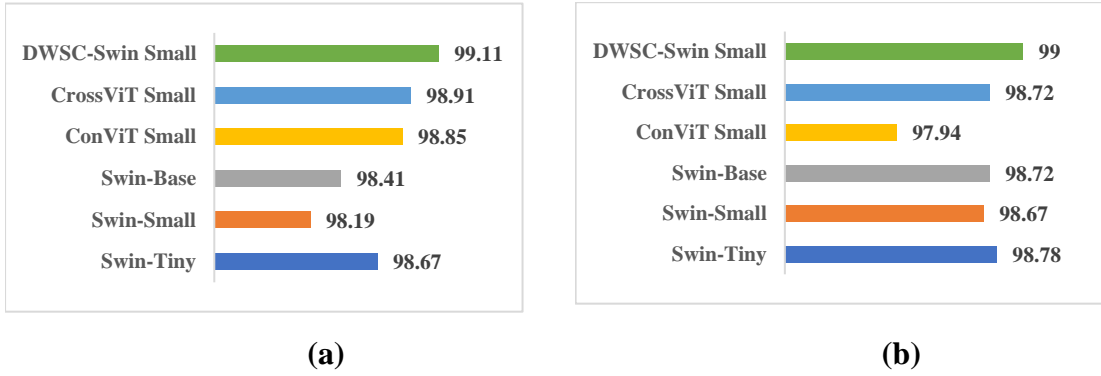 DWSC-Swin Small 99.11
CrossViT Small 98.91
ConViT Small 98.85
Swin-Base 98.41
Swin-Small 98.19
Swin-Tiny 98.67
(a)
DWSC-Swin Small 99
CrossViT Small 98.72
ConViT Small 97.94
Swin-Base 98.72
Swin-Small 98.67
Swin-Tiny 98.78
(b)